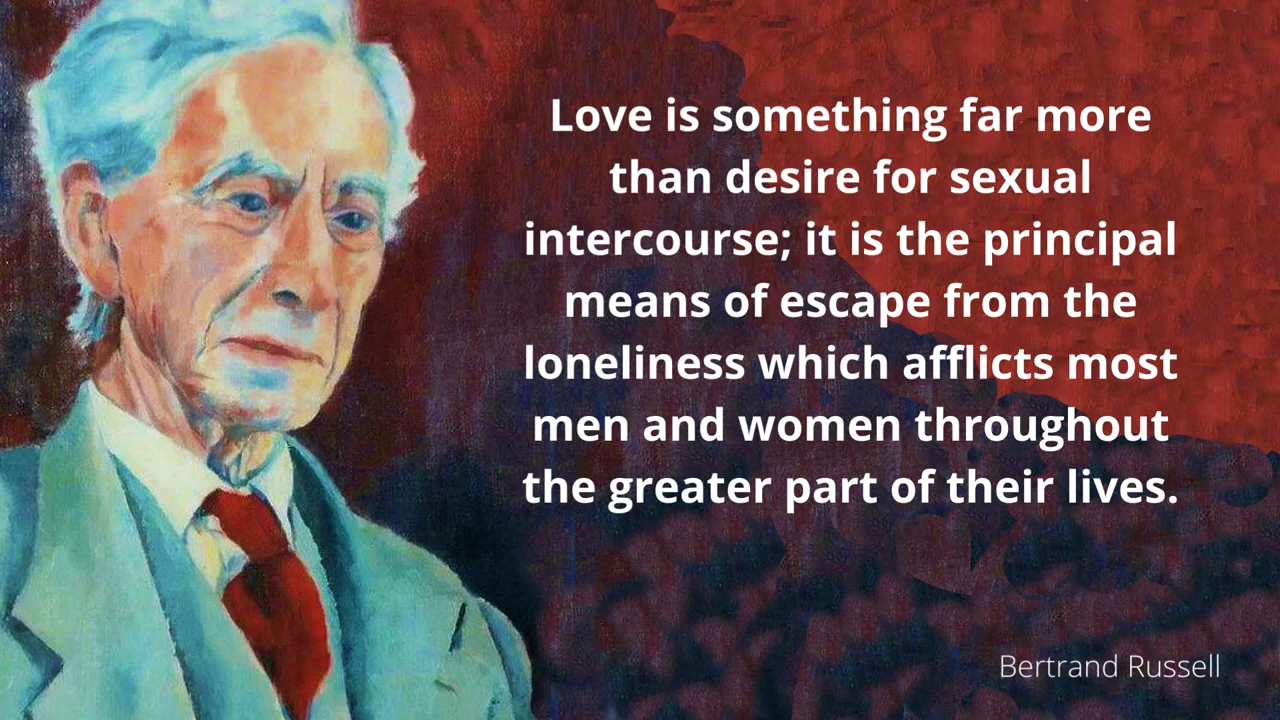 Love is something far more
than desire for sexual
intercourse; it is the principal
means of escape from the
loneliness which afflicts most
men and women throughout
the greater part of their lives.
Bertrand Russell